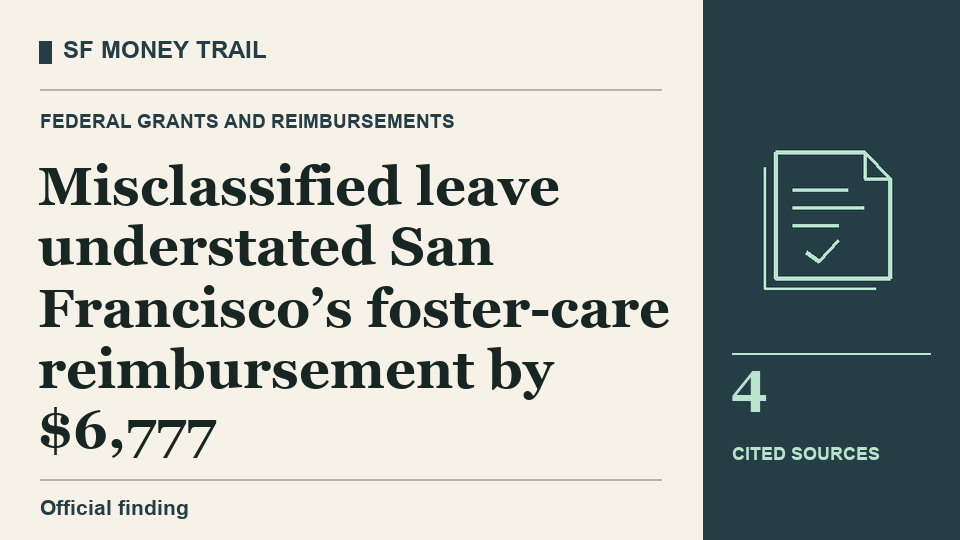 SF MONEY TRAIL
FEDERAL GRANTS AND REIMBURSEMENTS
Misclassified leave
understated San
Francisco’s foster-care
reimbursement by
$6,777
Official finding
4
CITED SOURCES